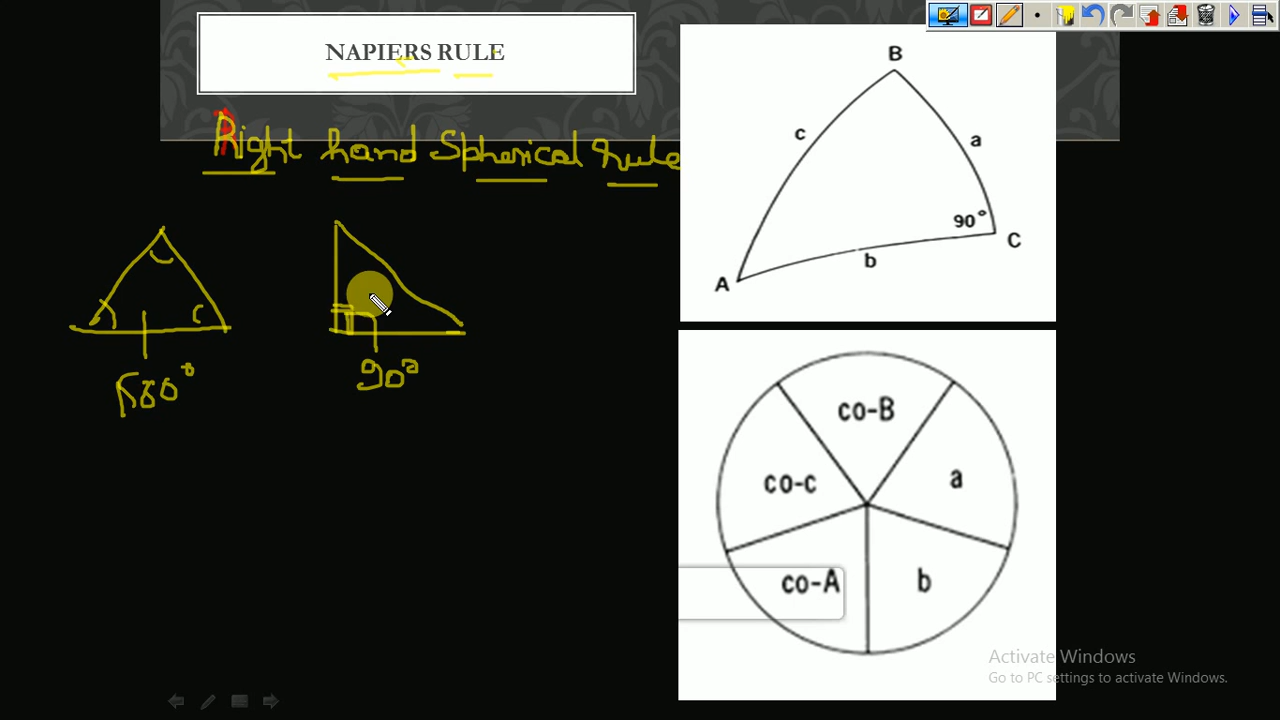 NAPIERS RULE
Right hand Spherical Rule
180°
90°
B
c
a
90°
C
b
A
co-B
co-c
a
co-A
b
Activate Windows
Go to PC settings to activate Windows.